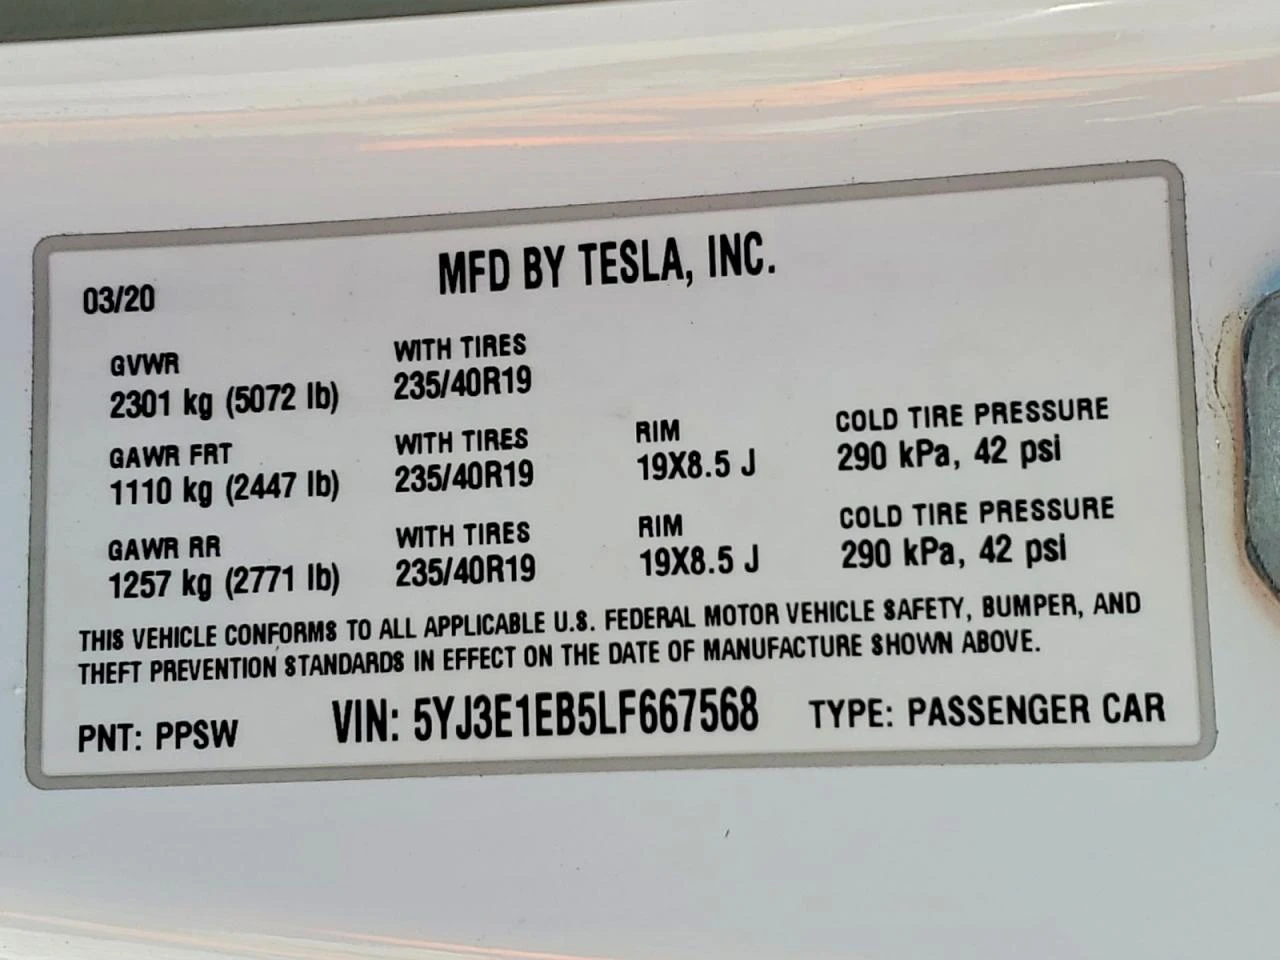 MFD BY TESLA, INC.
03/20
GVWR WITH TIRES
2301 kg (5072 lb) 235/40R19
GAWR FRT WITH TIRES RIM COLD TIRE PRESSURE
1110 kg (2447 lb) 235/40R19 19X8.5 J 290 kPa, 42 psi
GAWR RR WITH TIRES RIM COLD TIRE PRESSURE
1257 kg (2771 lb) 235/40R19 19X8.5 J 290 kPa, 42 psi
THIS VEHICLE CONFORMS TO ALL APPLICABLE U.S. FEDERAL MOTOR VEHICLE SAFETY, BUMPER, AND
THEFT PREVENTION STANDARDS IN EFFECT ON THE DATE OF MANUFACTURE SHOWN ABOVE.
PNT: PPSW VIN: 5YJ3E1EB5LF667568 TYPE: PASSENGER CAR